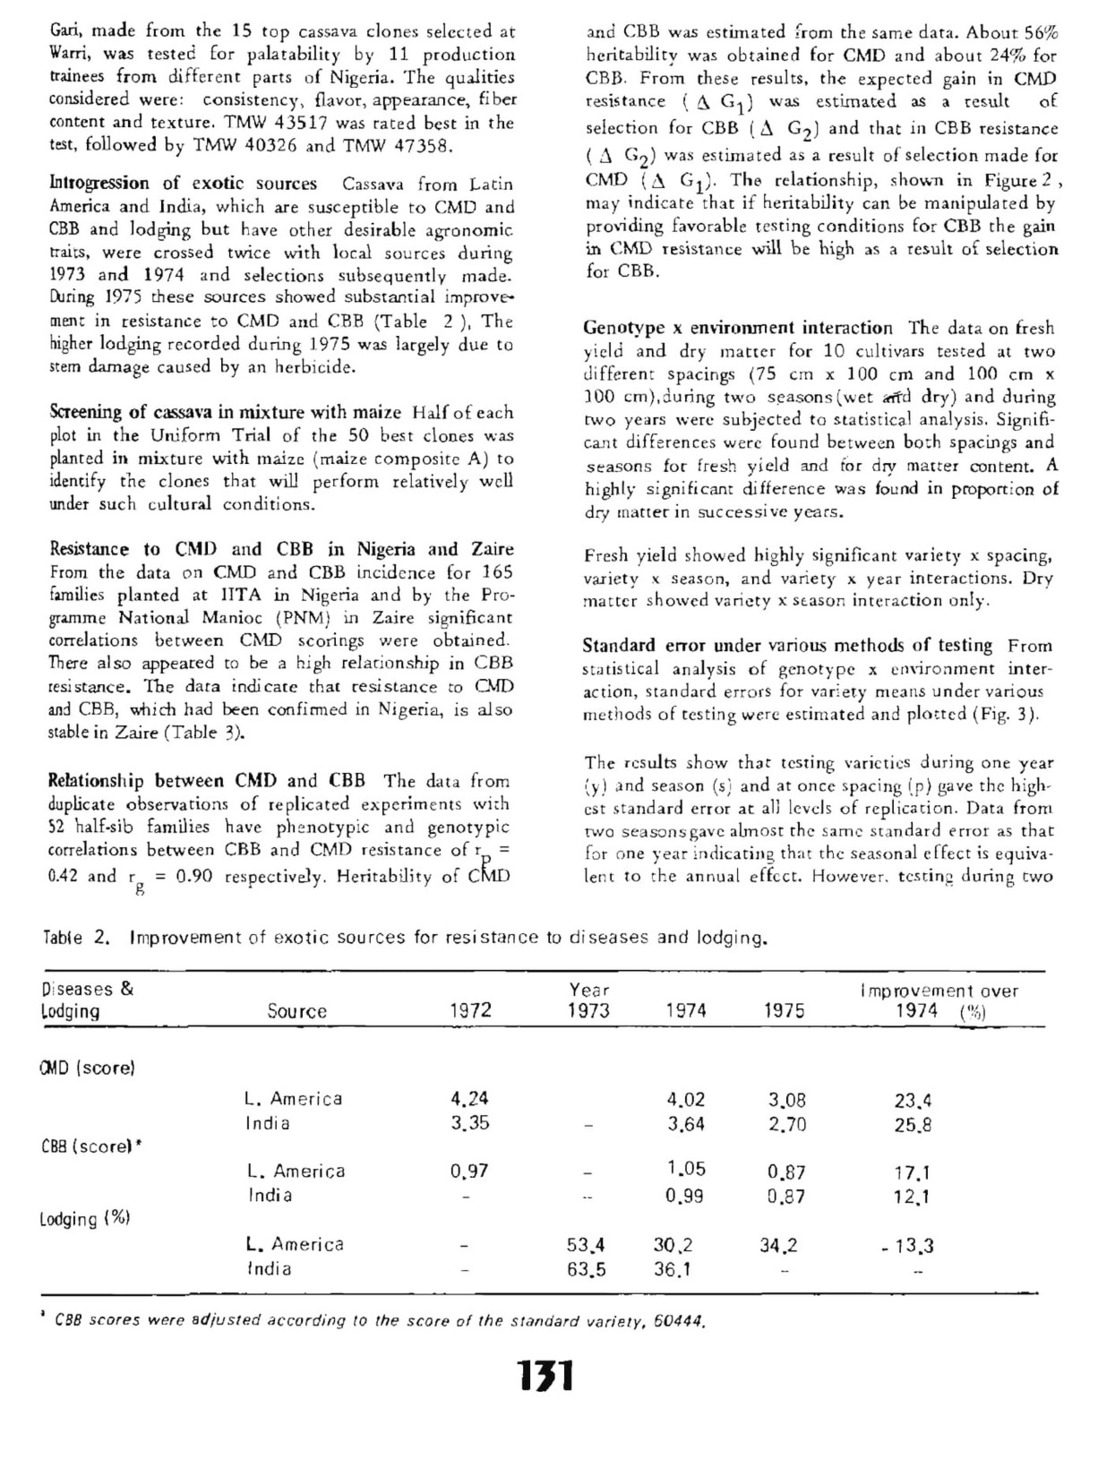 Gari, made from the 15 top cassava clones selected at
Warri, was tested for palatability by 11 production
trainees from different parts of Nigeria. The qualities
considered were: consistency, flavor, appearance, fiber
content and texture. TMW 43517 was rated best in the
test, followed by TMW 40326 and TMW 47358.
Introgression of exotic sources Cassava from Latin
America and India, which are susceptible to CMD and
CBB and lodging but have other desirable agronomic
traits, were crossed twice with local sources during
1973 and 1974 and selections subsequently made.
During 1975 these sources showed substantial improve-
ment in resistance to CMD and CBB (Table 2 ), The
higher lodging recorded during 1975 was largely due to
stem damage caused by an herbicide.
Screening of cassava in mixture with maize Half of each
plot in the Uniform Trial of the 50 best clones was
planted in mixture with maize (maize composite A) to
identify the clones that will perform relatively well
under such cultural conditions.
Resistance to CMD and CBB in Nigeria and Zaire
From the data on CMD and CBB incidence for 165
families planted at IITA in Nigeria and by the Pro-
gramme National Manioc (PNM) in Zaire significant
correlations between CMD scorings were obtained.
There also appeared to be a high relationship in CBB
resistance. The data indicate that resistance to CMD
and CBB, which had been confirmed in Nigeria, is also
stable in Zaire (Table 3).
Relationship between CMD and CBB The data from
duplicate observations of replicated experiments with
52 half-sib families have phenotypic and genotypic
correlations between CBB and CMD resistance of r_p =
0.42 and r_g = 0.90 respectively. Heritability of CMD
and CBB was estimated from the same data. About 56%
heritability was obtained for CMD and about 24% for
CBB. From these results, the expected gain in CMD
resistance ( Δ G1) was estimated as a result of
selection for CBB (Δ G2) and that in CBB resistance
( Δ G2) was estimated as a result of selection made for
CMD (Δ G1). The relationship, shown in Figure 2 ,
may indicate that if heritability can be manipulated by
providing favorable testing conditions for CBB the gain
in CMD resistance will be high as a result of selection
for CBB.
Genotype x environment interaction The data on fresh
yield and dry matter for 10 cultivars tested at two
different spacings (75 cm x 100 cm and 100 cm x
100 cm),during two seasons(wet and dry) and during
two years were subjected to statistical analysis. Signifi-
cant differences were found between both spacings and
seasons for fresh yield and for dry matter content. A
highly significant difference was found in proportion of
dry matter in successive years.
Fresh yield showed highly significant variety x spacing,
variety x season, and variety x year interactions. Dry
matter showed variety x season interaction only.
Standard error under various methods of testing From
statistical analysis of genotype x environment inter-
action, standard errors for variety means under various
methods of testing were estimated and plotted (Fig. 3).
The results show that testing varieties during one year
(y) and season (s) and at once spacing (p) gave the high-
est standard error at all levels of replication. Data from
two seasons gave almost the same standard error as that
for one year indicating that the seasonal effect is equiva-
lent to the annual effect. However, testing during two
Table 2. Improvement of exotic sources for resistance to diseases and lodging.
Diseases & Year Improvement over
Lodging Source 1972 1973 1974 1975 1974 (%)
CMD (score)
L. America 4.24 4.02 3.08 23.4
India 3.35 – 3.64 2.70 25.8
CBB (score)*
L. America 0.97 – 1.05 0.87 17.1
India – – 0.99 0.87 12.1
Lodging (%)
L. America – 53.4 30.2 34.2 - 13.3
India – 63.5 36.1 – –
* CBB scores were adjusted according to the score of the standard variety, 60444.
131